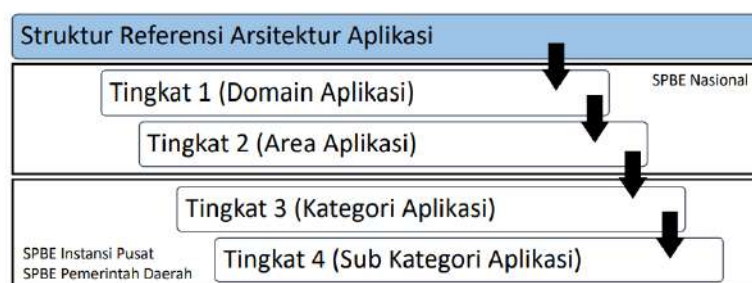 Struktur Referensi Arsitektur Aplikasi
SPBE Nasional
Tingkat 1 (Domain Aplikasi)
Tingkat 2 (Area Aplikasi)
Tingkat 3 (Kategori Aplikasi)
Tingkat 4 (Sub Kategori Aplikasi)
SPBE Instansi Pusat
SPBE Pemerintah Daerah